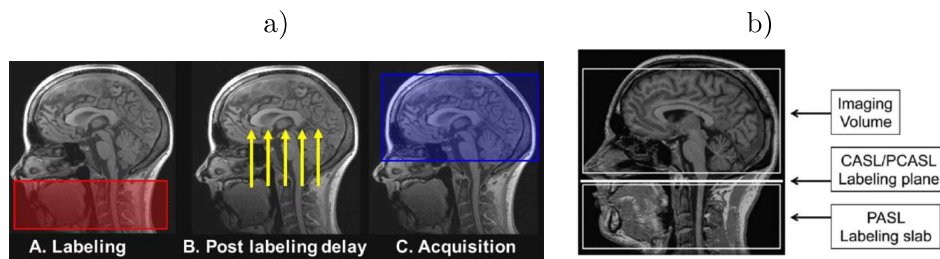 a)
b)
A. Labeling
B. Post labeling delay
C. Acquisition
Imaging
Volume
CASL/PCASL
Labeling plane
PASL
Labeling slab